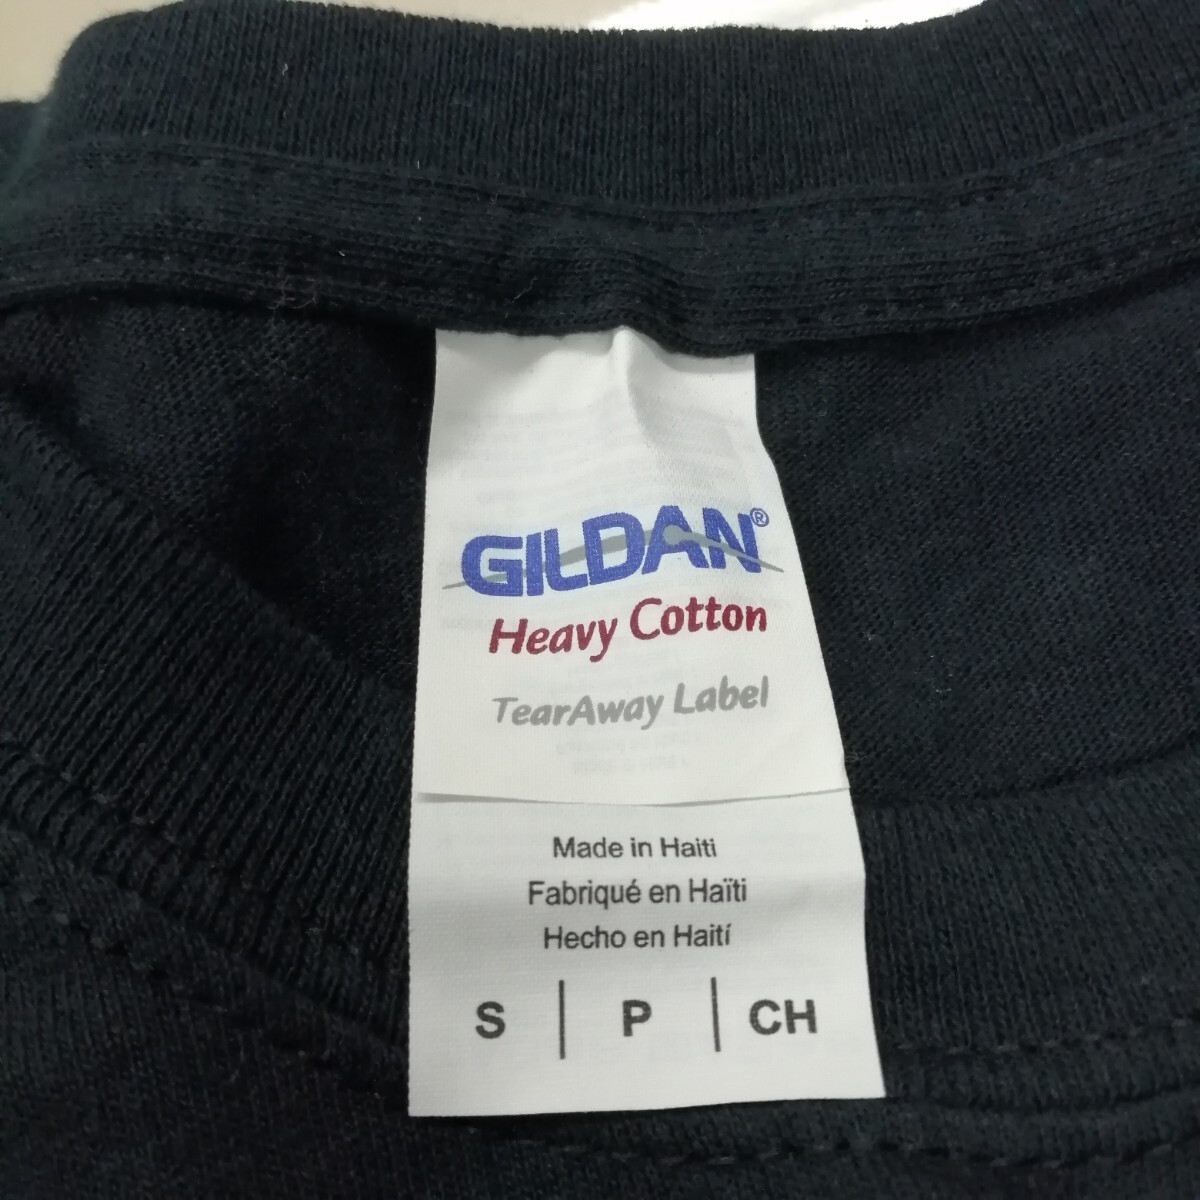 GILDAN®
Heavy Cotton
TearAway Label
Made in Haiti
Fabriqué en Haïti
Hecho en Haití
S | P | CH